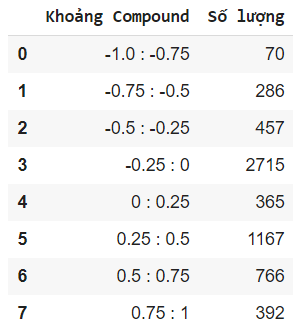 Khoảng Compound Số lượng
0 -1.0 : -0.75 70
1 -0.75 : -0.5 286
2 -0.5 : -0.25 457
3 -0.25 : 0 2715
4 0 : 0.25 365
5 0.25 : 0.5 1167
6 0.5 : 0.75 766
7 0.75 : 1 392